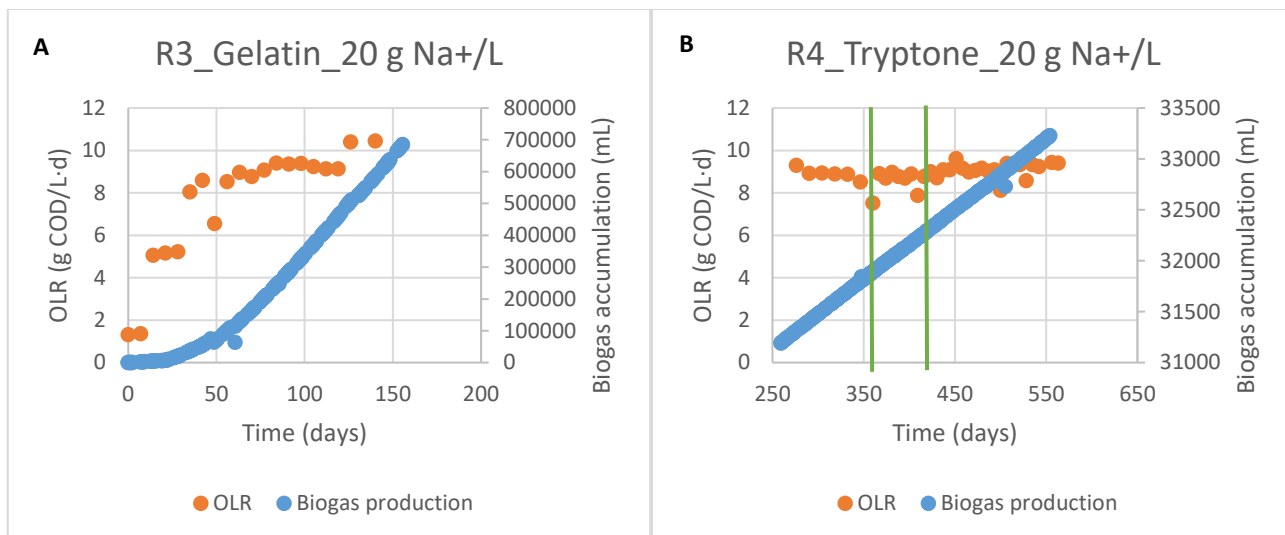 A
R3_Gelatin_20 g Na+/L
OLR (g COD/L·d)
12
10
8
6
4
2
0
800000
700000
600000
500000
400000
300000
200000
100000
0
Biogas accumulation (mL)
0 50 100 150 200
Time (days)
OLR Biogas production
B
R4_Tryptone_20 g Na+/L
OLR (g COD/L·d)
12
10
8
6
4
2
0
33500
33000
32500
32000
31500
31000
Biogas accumulation (mL)
250 350 450 550 650
Time (days)
OLR Biogas production